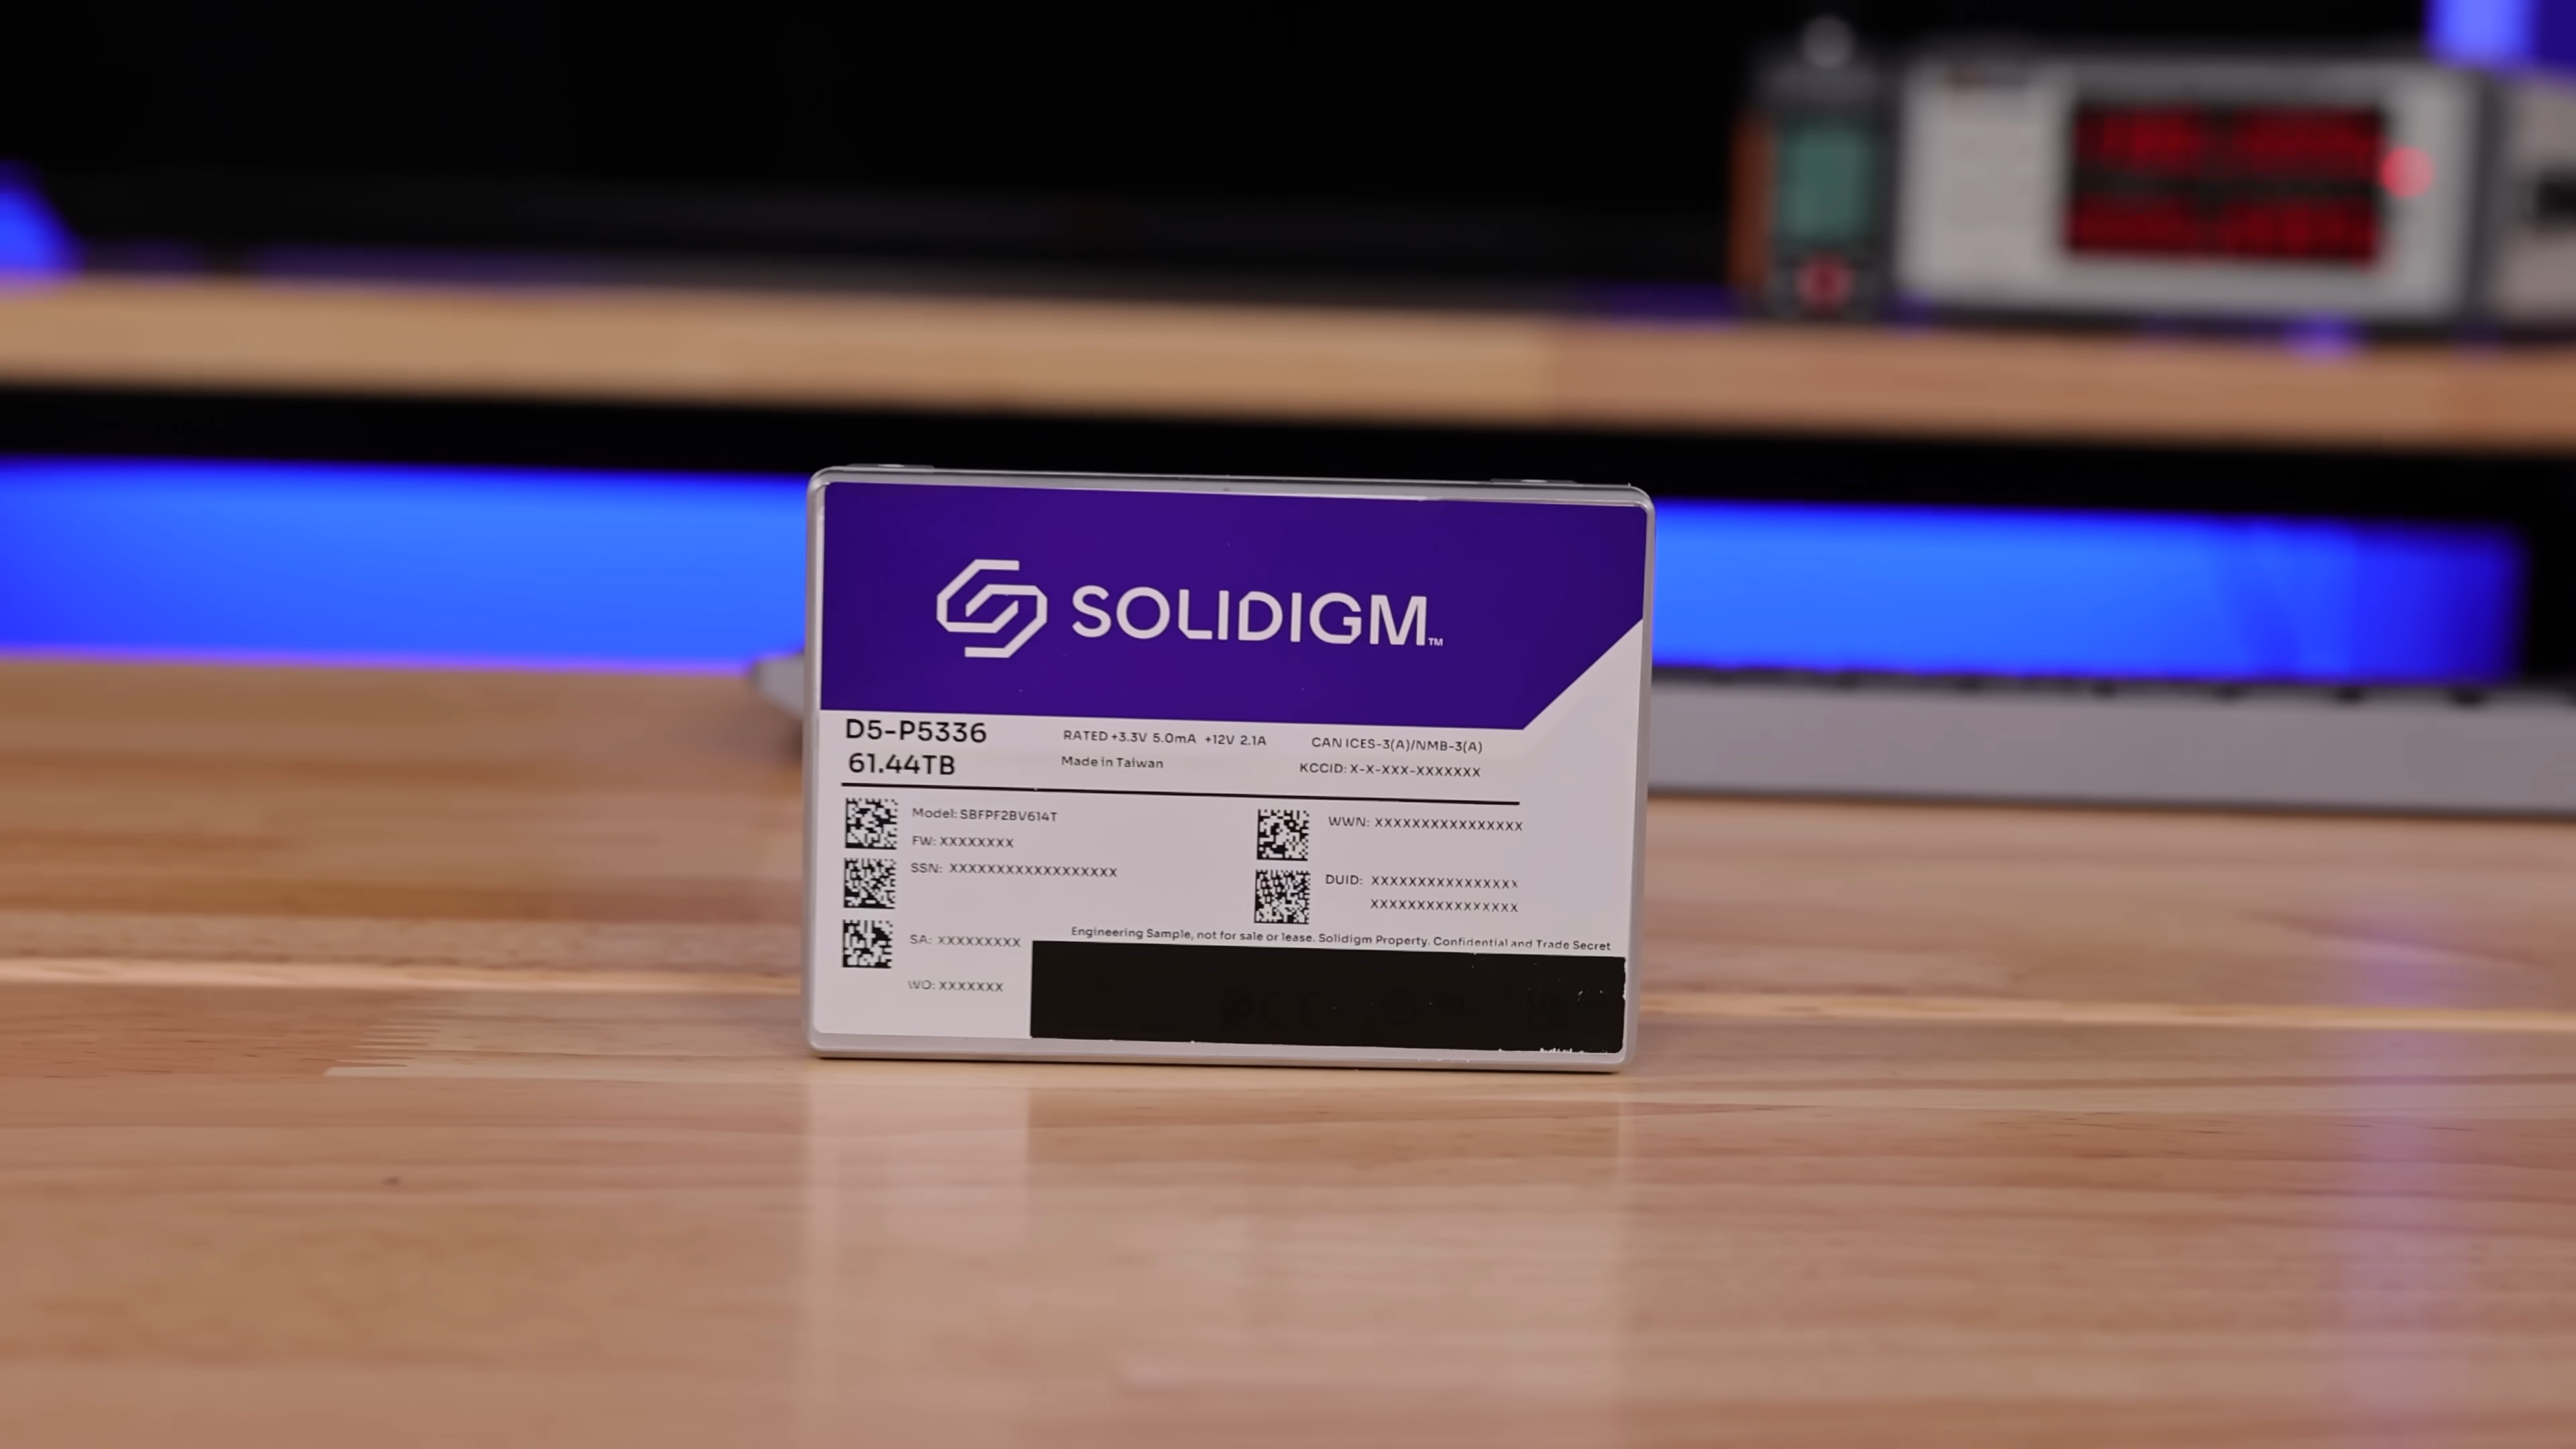 SOLIDIGM™
D5-P5336
61.44TB
RATED +3.3V 5.0mA +12V 2.1A
Made in Taiwan
CAN ICES-3(A)/NMB-3(A)
KCCID: X-X-XXX-XXXXXXX
Model: SBFPF2BV614T
FW: XXXXXXXX
SSN: XXXXXXXXXXXXXXXXXX
SA: XXXXXXXXX
WO: XXXXXXX
WWN: XXXXXXXXXXXXXXXX
DUID: XXXXXXXXXXXXXXXX
XXXXXXXXXXXXXXXX
Engineering Sample, not for sale or lease. Solidigm Property. Confidential and Trade Secret